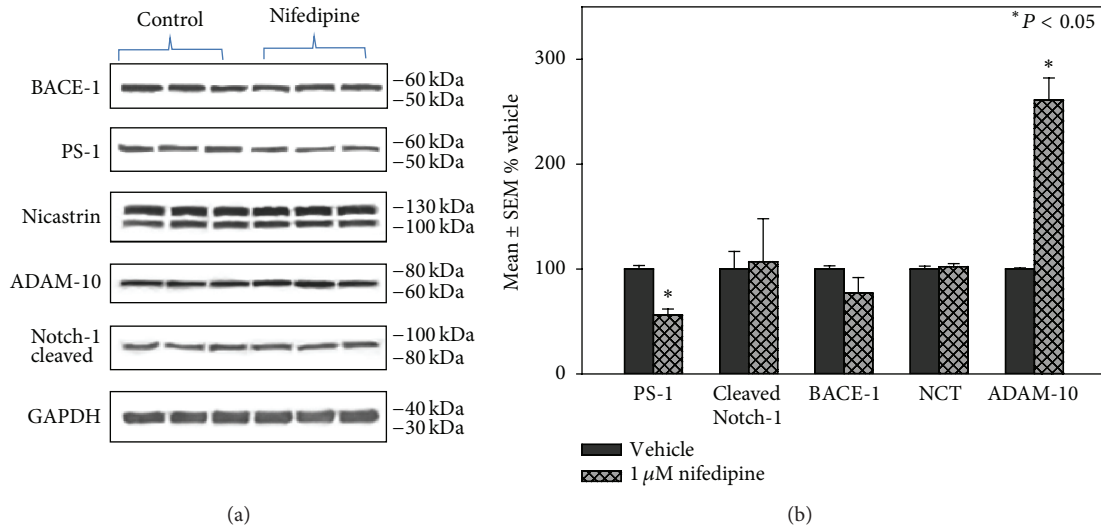 Control Nifedipine
BACE-1 −60 kDa
−50 kDa
PS-1 −60 kDa
−50 kDa
Nicastrin −130 kDa
−100 kDa
ADAM-10 −80 kDa
−60 kDa
Notch-1 cleaved −100 kDa
−80 kDa
GAPDH −40 kDa
−30 kDa
(a)
*P < 0.05
Mean ± SEM % vehicle
300
200
100
0
*
*
PS-1 Cleaved Notch-1 BACE-1 NCT ADAM-10
Vehicle
1 μM nifedipine
(b)